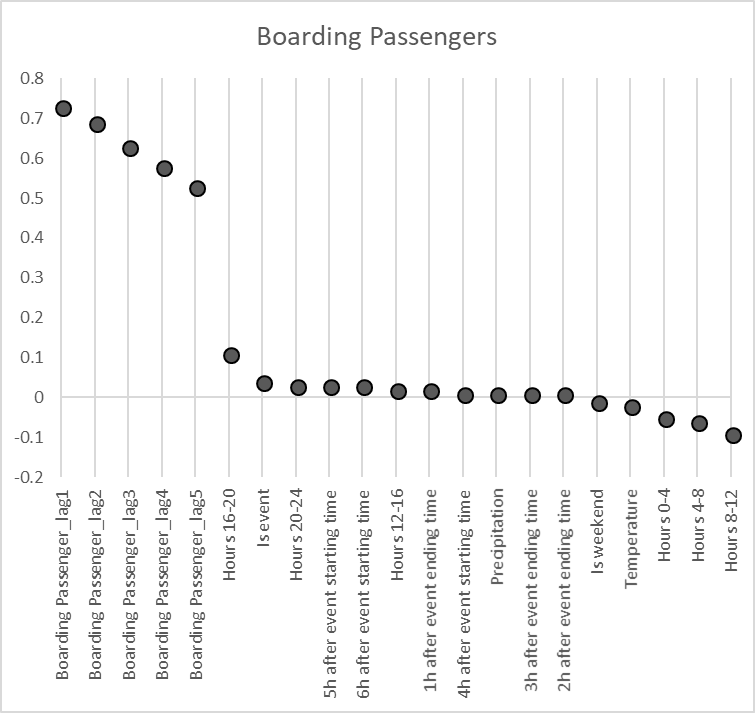 Boarding Passengers
0.8
0.7
0.6
0.5
0.4
0.3
0.2
0.1
0
-0.1
-0.2
Boarding Passenger_lag1
Boarding Passenger_lag2
Boarding Passenger_lag3
Boarding Passenger_lag4
Boarding Passenger_lag5
Hours 16-20
Is event
Hours 20-24
5h after event starting time
6h after event starting time
Hours 12-16
1h after event ending time
4h after event starting time
Precipitation
3h after event ending time
2h after event ending time
Is weekend
Temperature
Hours 0-4
Hours 4-8
Hours 8-12